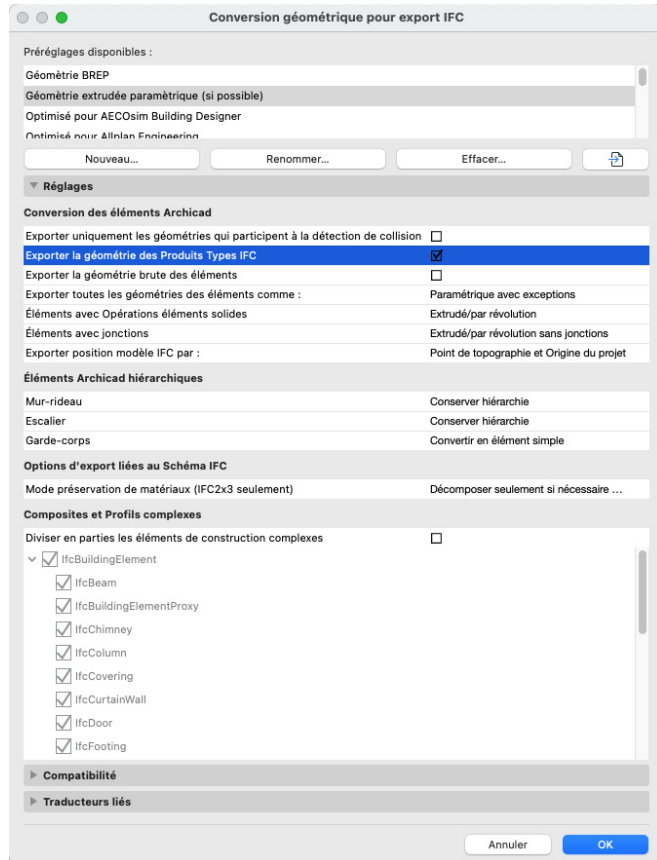 Conversion géométrique pour export IFC
Préréglages disponibles :
Géomètrie BREP
Géomètrie extrudée paramètrique (si possible)
Optimisé pour AECOsim Building Designer
Optimisé pour Allplan Engineering
Nouveau... Renommer... Effacer...
Réglages
Conversion des éléments Archicad
Exporter uniquement les géométries qui participent à la détection de collision
Exporter la géométrie des Produits Types IFC
Exporter la géométrie brute des éléments
Exporter toutes les géométries des éléments comme : Paramétrique avec exceptions
Éléments avec Opérations éléments solides Extrudé/par révolution
Éléments avec jonctions Extrudé/par révolution sans jonctions
Exporter position modèle IFC par : Point de topographie et Origine du projet
Éléments Archicad hiérarchiques
Mur-rideau Conserver hiérarchie
Escalier Conserver hiérarchie
Garde-corps Convertir en élément simple
Options d'export liées au Schéma IFC
Mode préservation de matériaux (IFC2x3 seulement) Décomposer seulement si nécessaire ...
Composites et Profils complexes
Diviser en parties les éléments de construction complexes
IfcBuildingElement
IfcBeam
IfcBuildingElementProxy
IfcChimney
IfcColumn
IfcCovering
IfcCurtainWall
IfcDoor
IfcFooting
Compatibilité
Traducteurs liés
Annuler OK